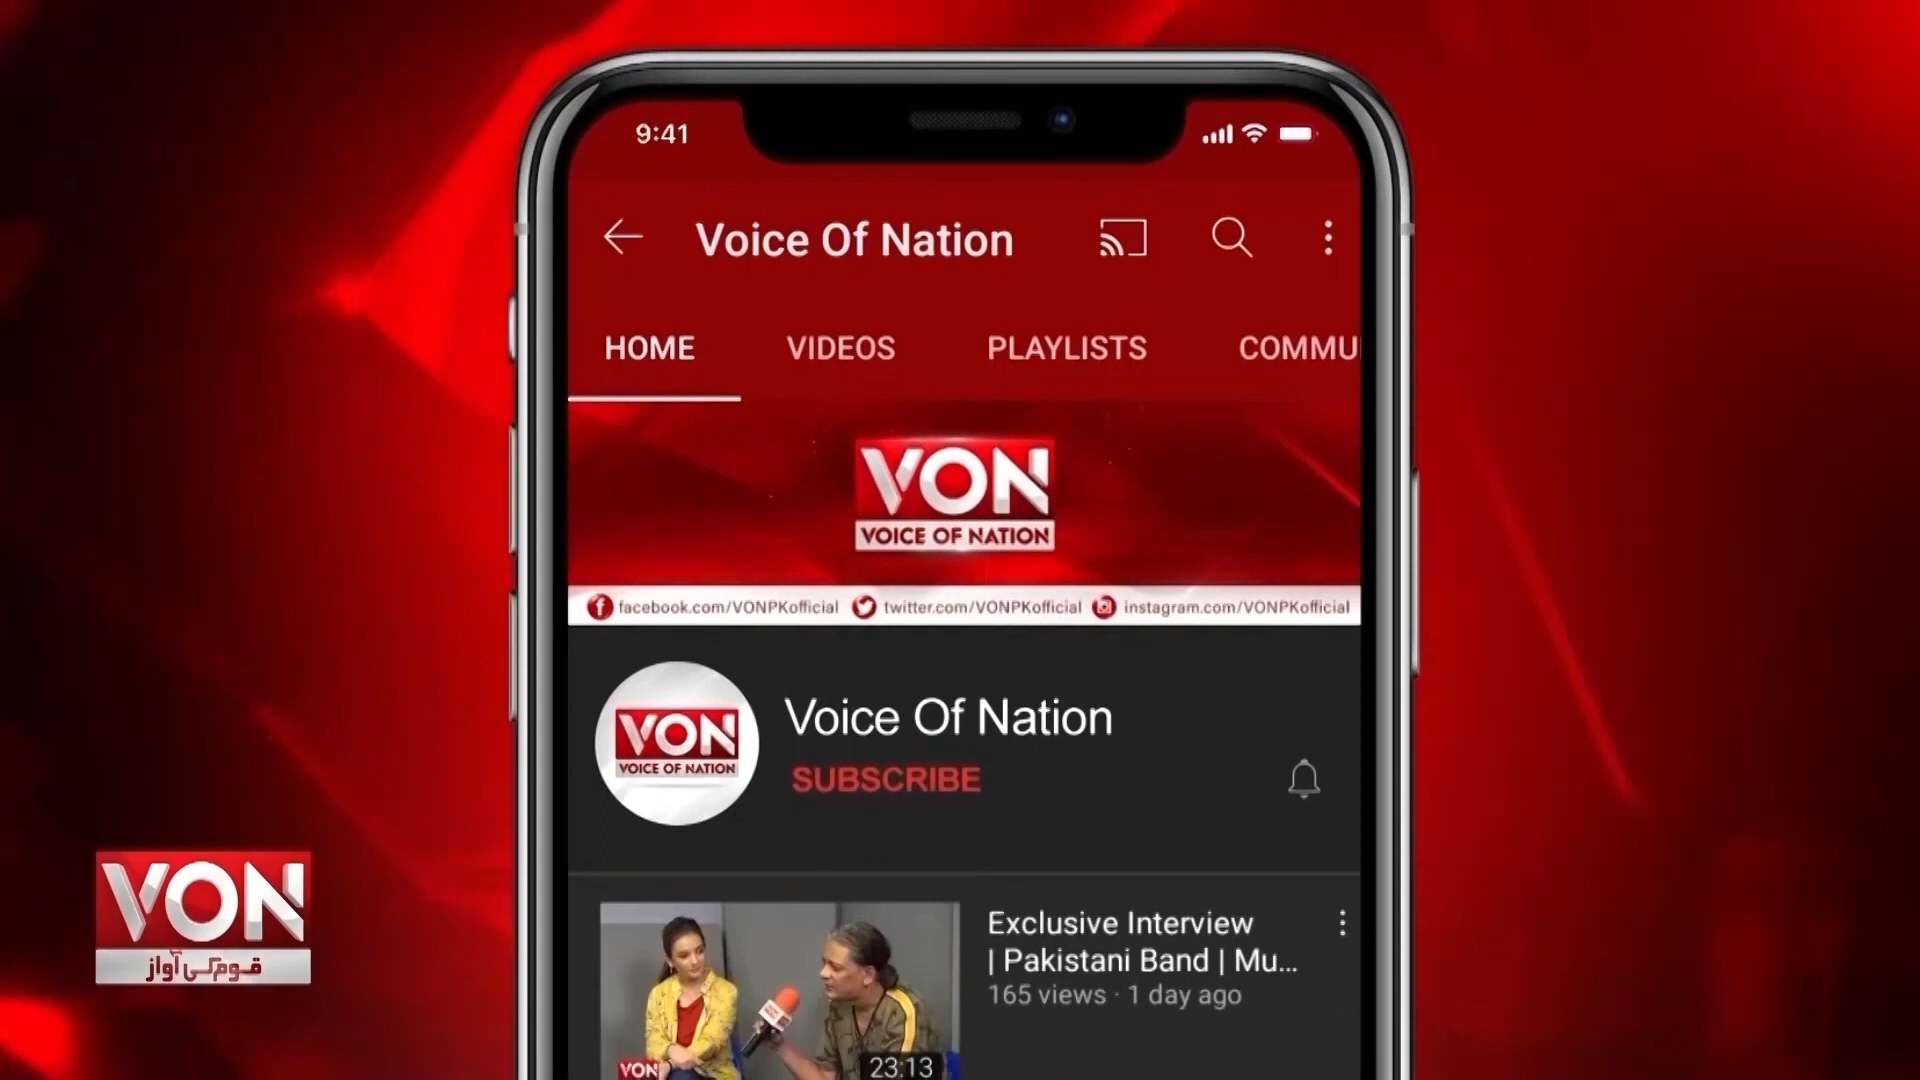 9:41
Voice Of Nation
HOME VIDEOS PLAYLISTS COMMU
VON
VOICE OF NATION
facebook.com/VONPKofficial twitter.com/VONPKofficial instagram.com/VONPKofficial
VON
VOICE OF NATION
Voice Of Nation
SUBSCRIBE
Exclusive Interview
| Pakistani Band | Mu...
165 views · 1 day ago
VON
VON
23:13
VON
قوم کی آواز